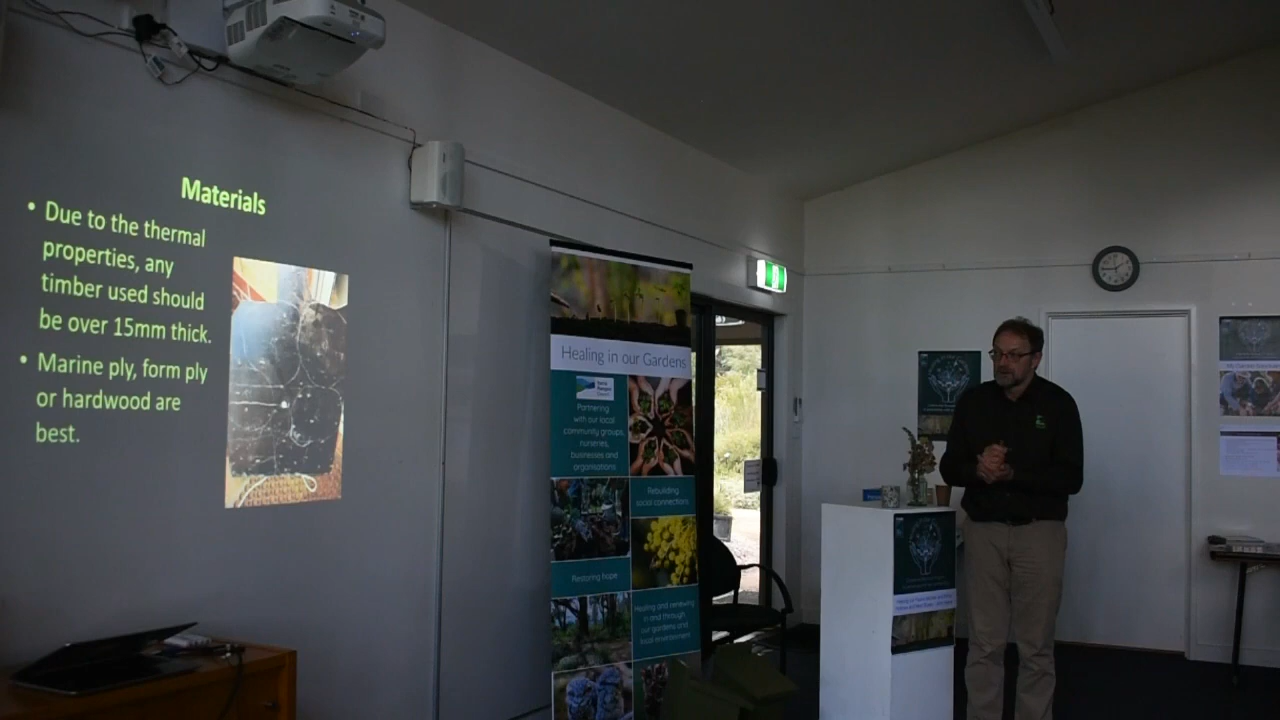 Materials
• Due to the thermal
properties, any
timber used should
be over 15mm thick.
• Marine ply, form ply
or hardwood are
best.
Healing in our Gardens
Partnering
with our local
community groups,
nurseries,
businesses and
organisations
Rebuilding
social connections
Restoring hope
Healing and renewing
in and through
our gardens and
local environment